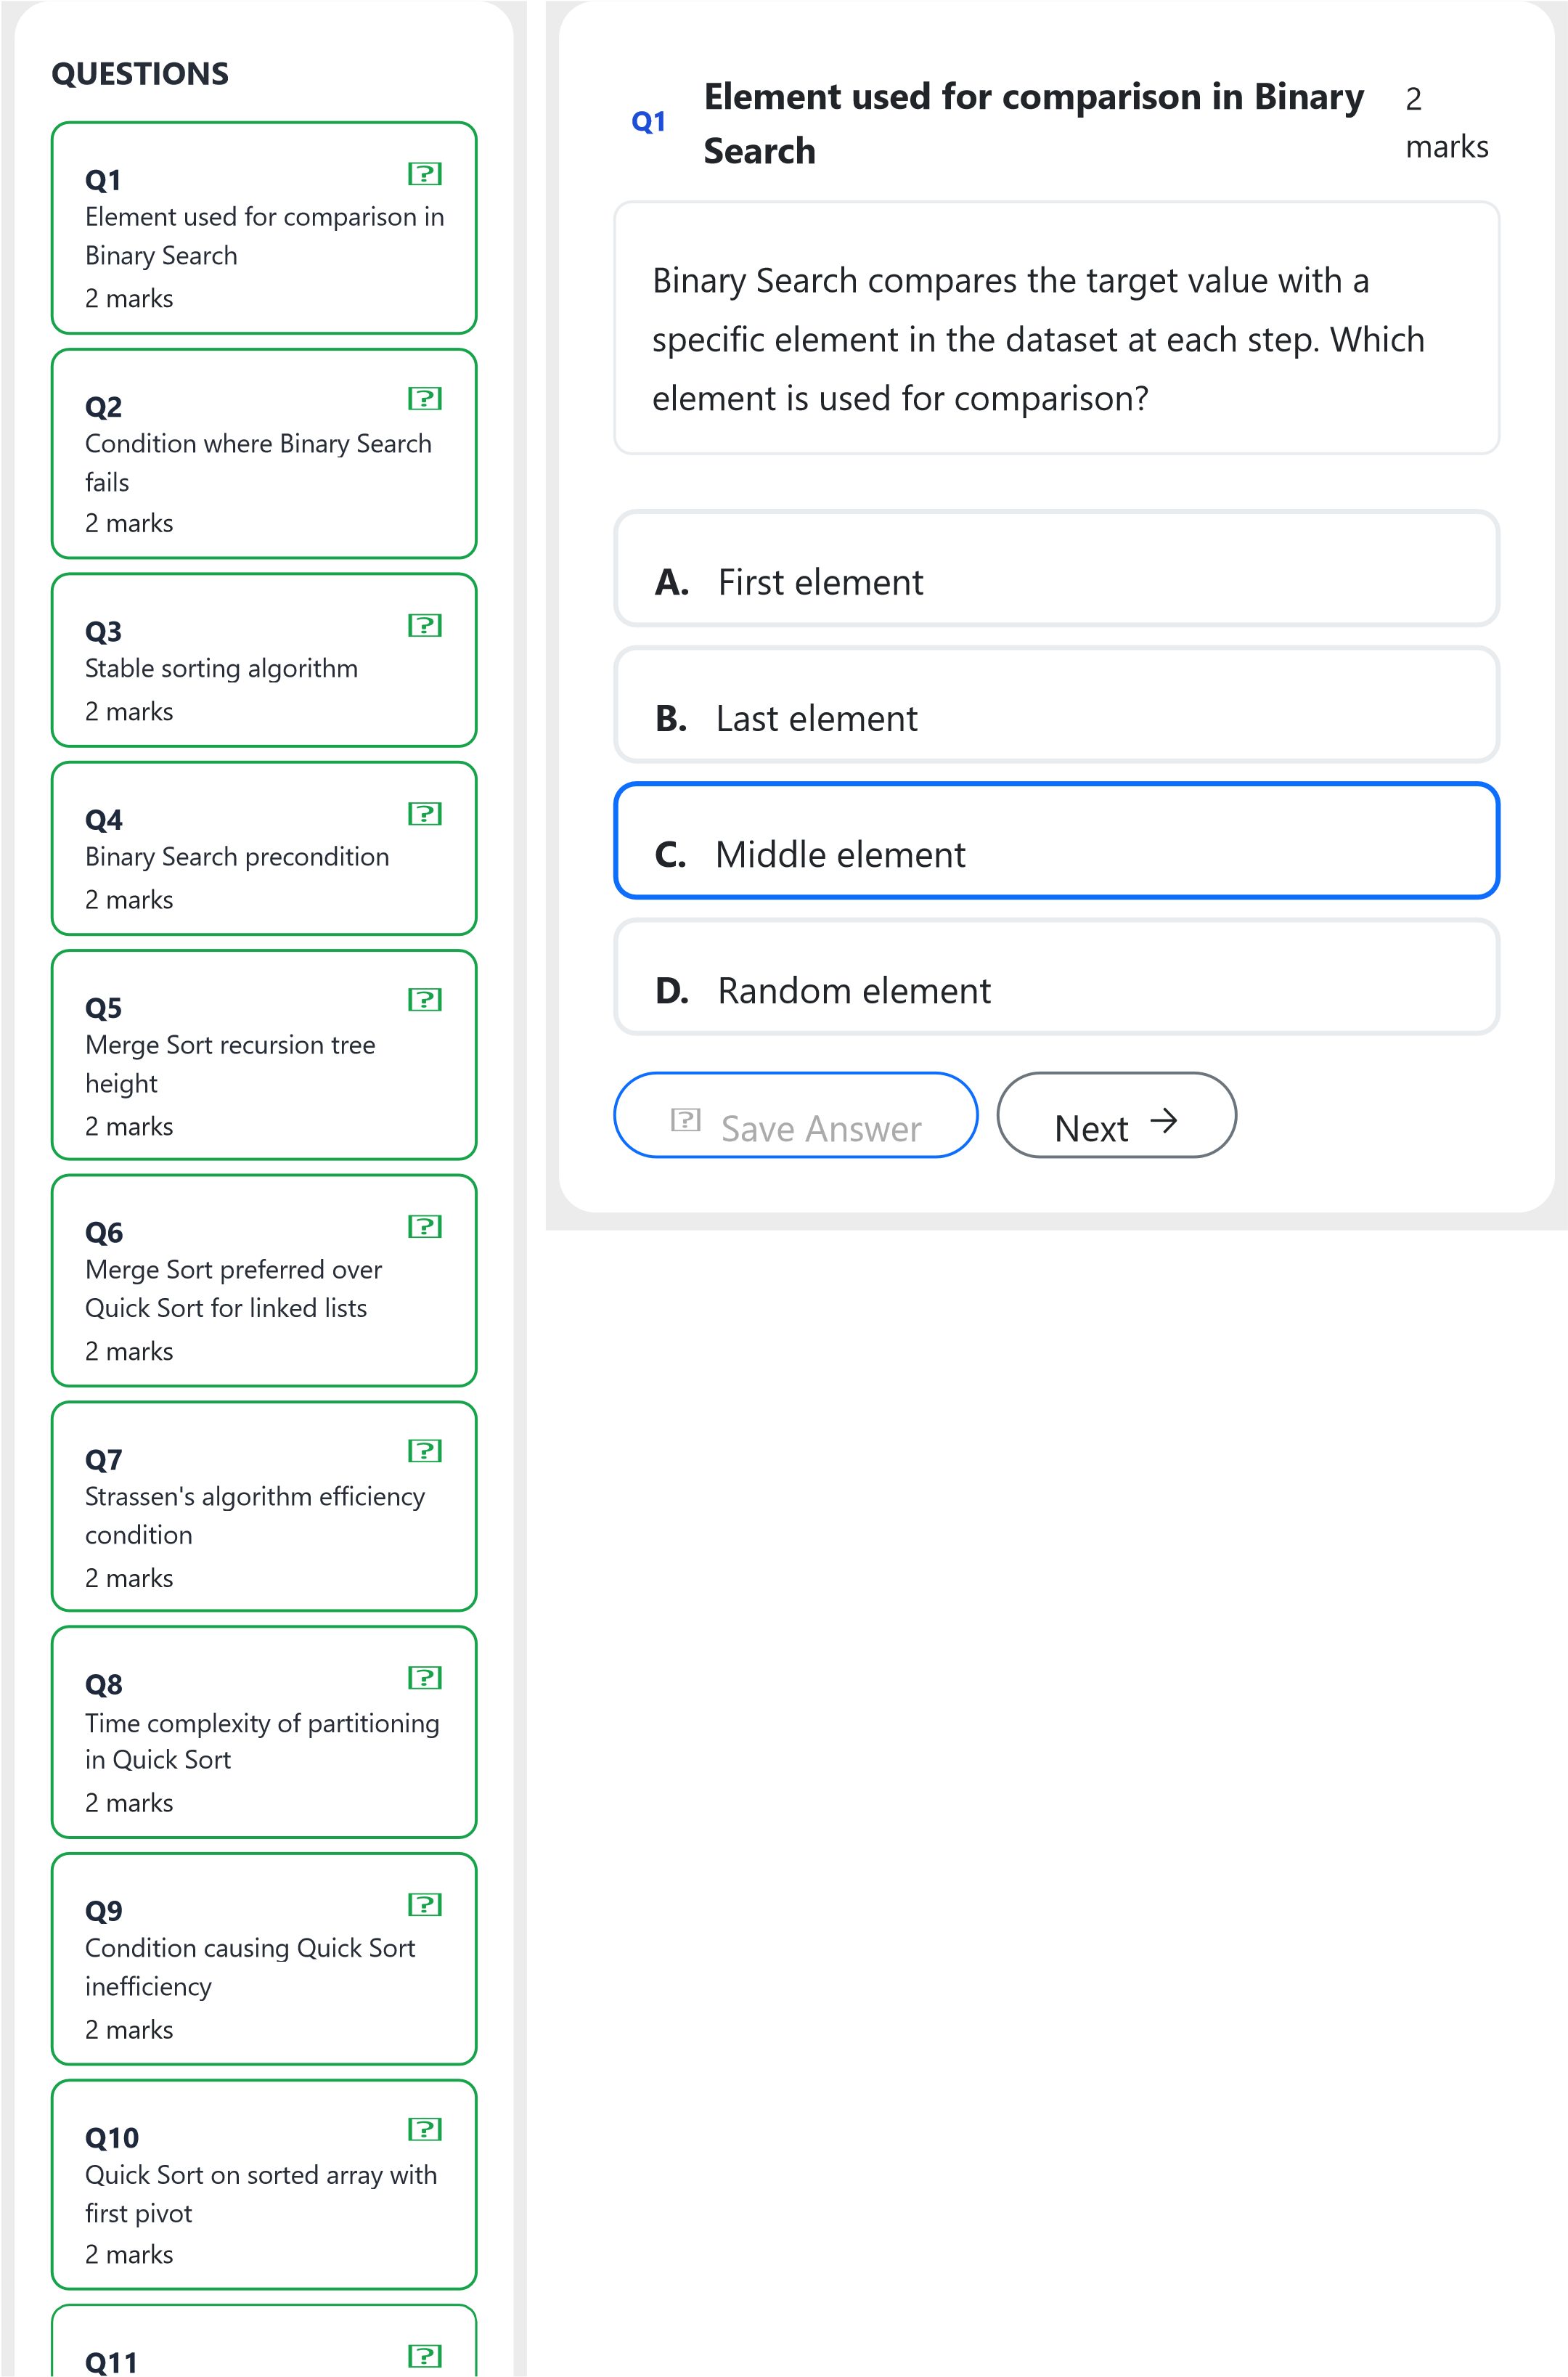 QUESTIONS
Q1
Element used for comparison in
Binary Search
2 marks
Q2
Condition where Binary Search
fails
2 marks
Q3
Stable sorting algorithm
2 marks
Q4
Binary Search precondition
2 marks
Q5
Merge Sort recursion tree
height
2 marks
Q6
Merge Sort preferred over
Quick Sort for linked lists
2 marks
Q7
Strassen's algorithm efficiency
condition
2 marks
Q8
Time complexity of partitioning
in Quick Sort
2 marks
Q9
Condition causing Quick Sort
inefficiency
2 marks
Q10
Quick Sort on sorted array with
first pivot
2 marks
Q11
Q1
Element used for comparison in Binary
Search
2
marks
Binary Search compares the target value with a
specific element in the dataset at each step. Which
element is used for comparison?
A. First element
B. Last element
C. Middle element
D. Random element
Save Answer
Next →